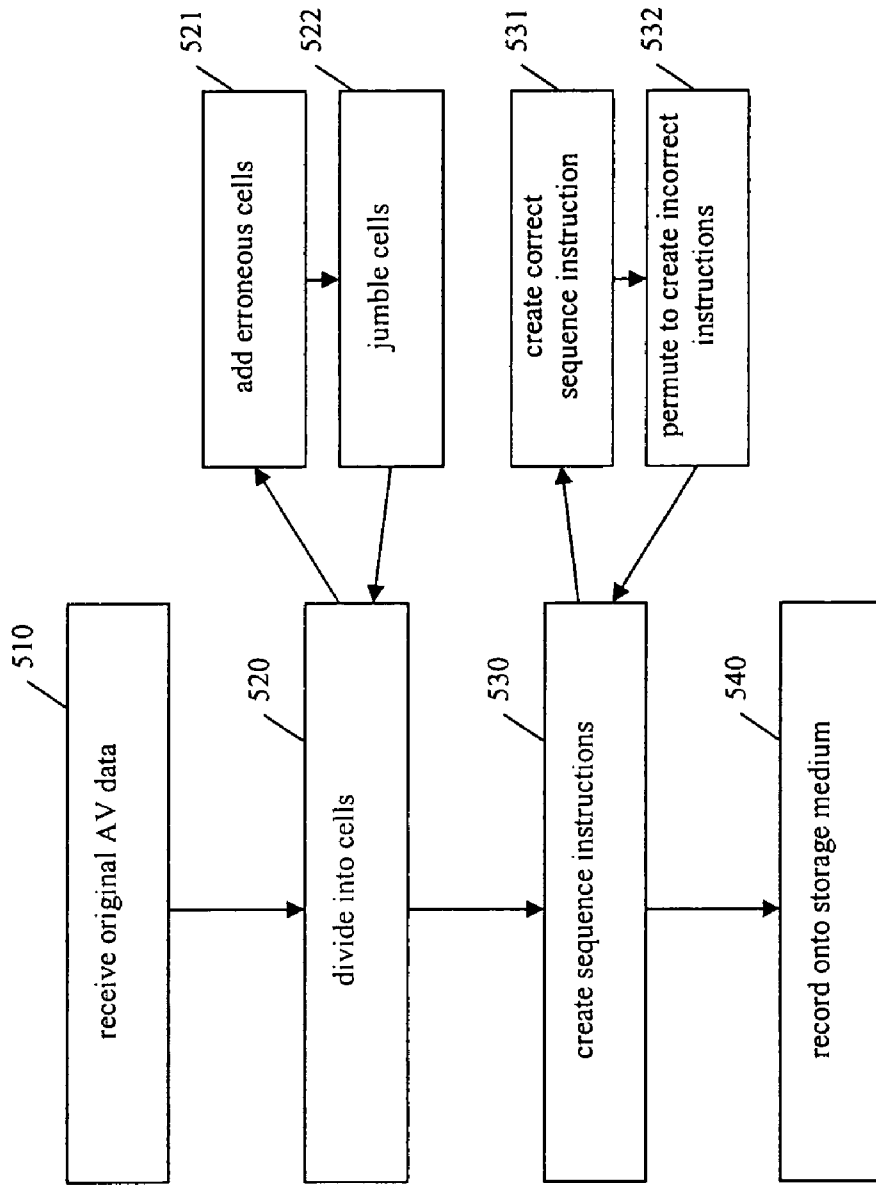 510
receive original AV data
520
divide into cells
521
add erroneous cells
522
jumble cells
530
create sequence instructions
531
create correct
sequence instruction
532
permute to create incorrect
instructions
540
record onto storage medium